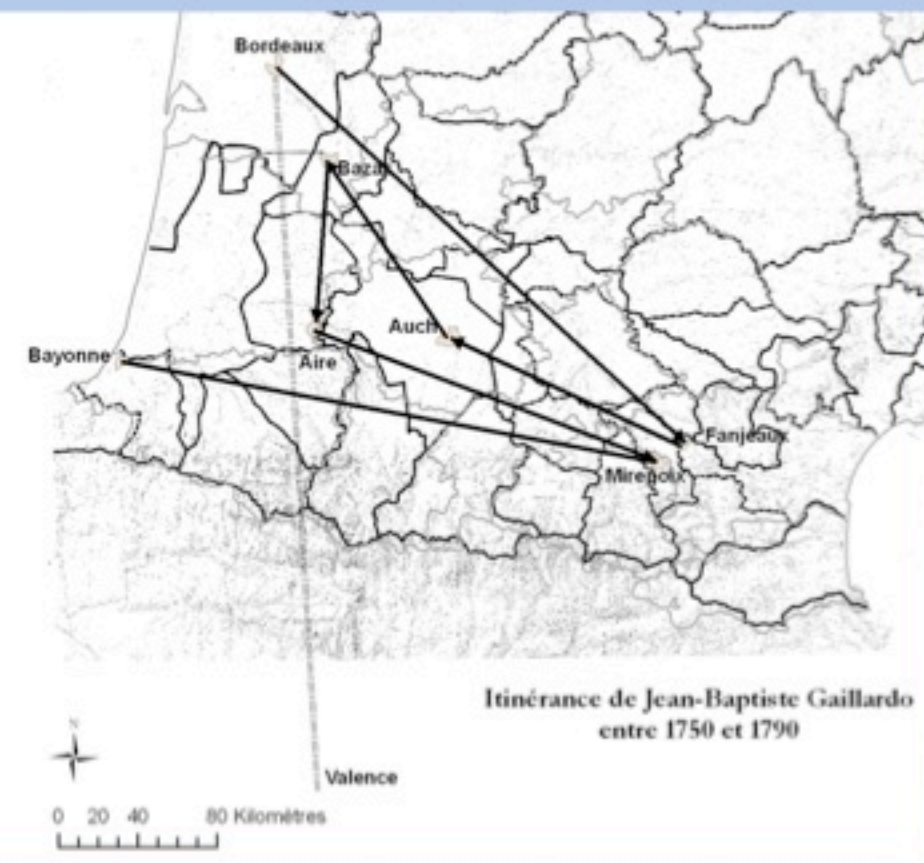 Bordeaux
Baza
Auch
Bayonne
Aire
Fanjeaux
Mirepoix
Itinérance de Jean-Baptiste Gaillardo
entre 1750 et 1790
N
Valence
0 20 40 80 Kilomètres